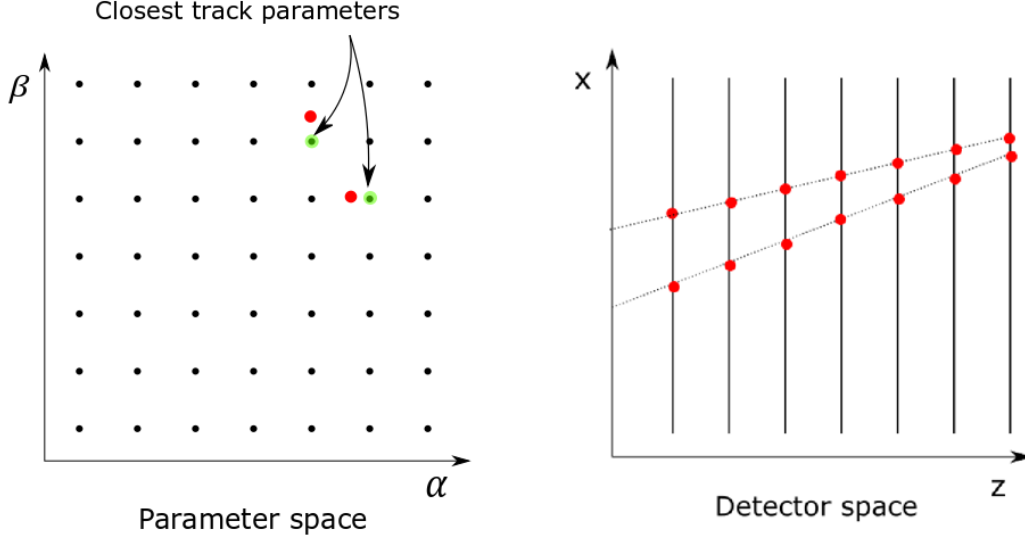 Closest track parameters
β
α
Parameter space
x
z
Detector space